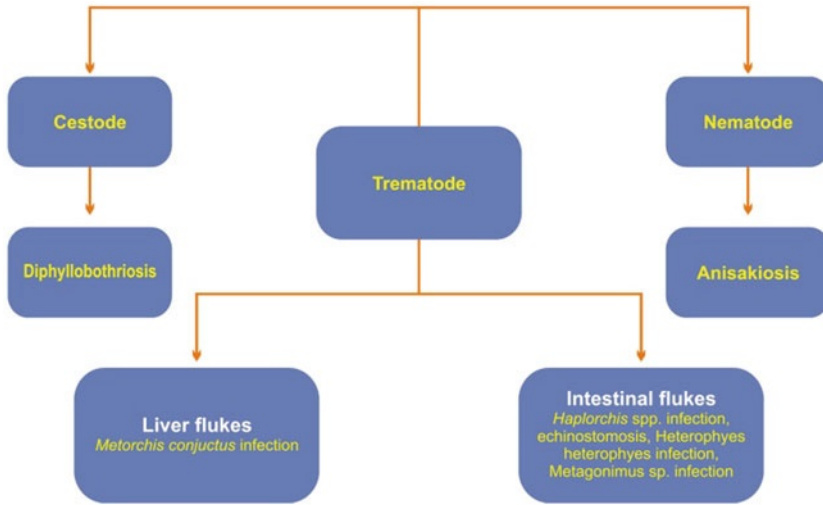 Cestode
Trematode
Nematode
Diphyllobothriosis
Anisakiosis
Liver flukes
Metorchis conjuctus infection
Intestinal flukes
Haplorchis spp. infection,
echinostomosis, Heterophyes
heterophyes infection,
Metagonimus sp. infection